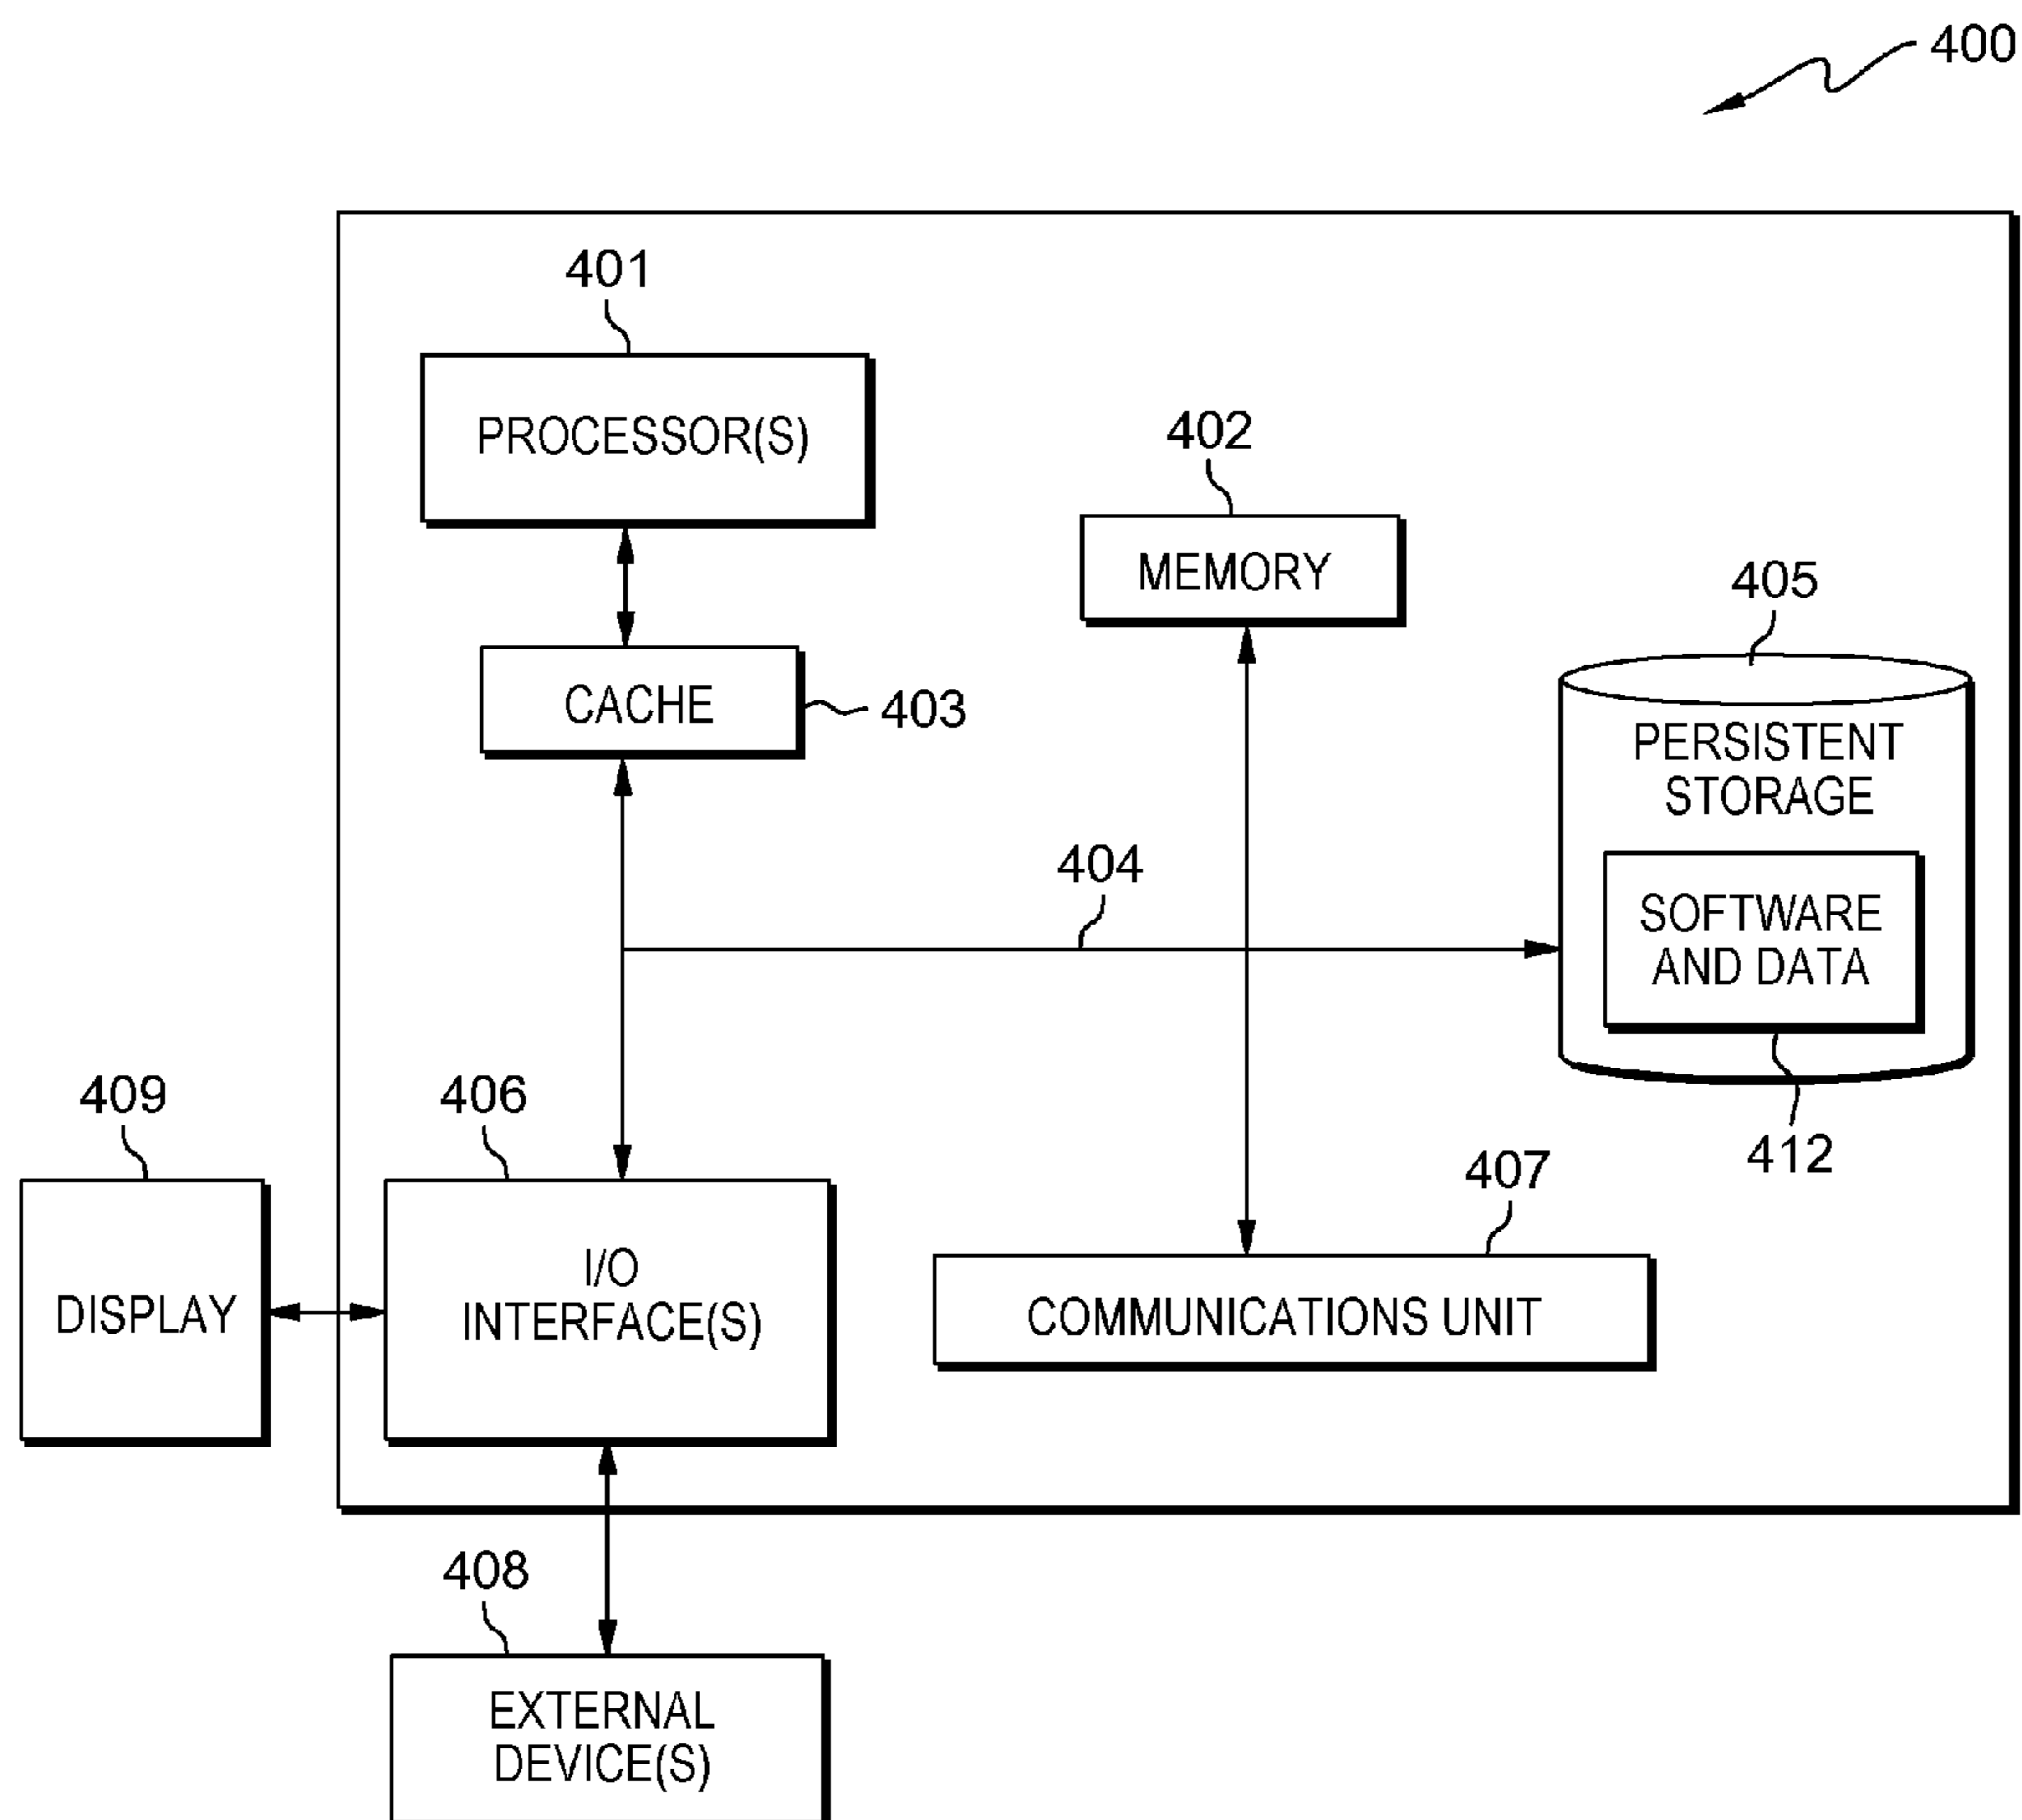 400
401
PROCESSOR(S)
402
MEMORY
405
CACHE
403
PERSISTENT
STORAGE
404
SOFTWARE
AND DATA
409
406
412
407
I/O
INTERFACE(S)
DISPLAY
COMMUNICATIONS UNIT
408
EXTERNAL
DEVICE(S)